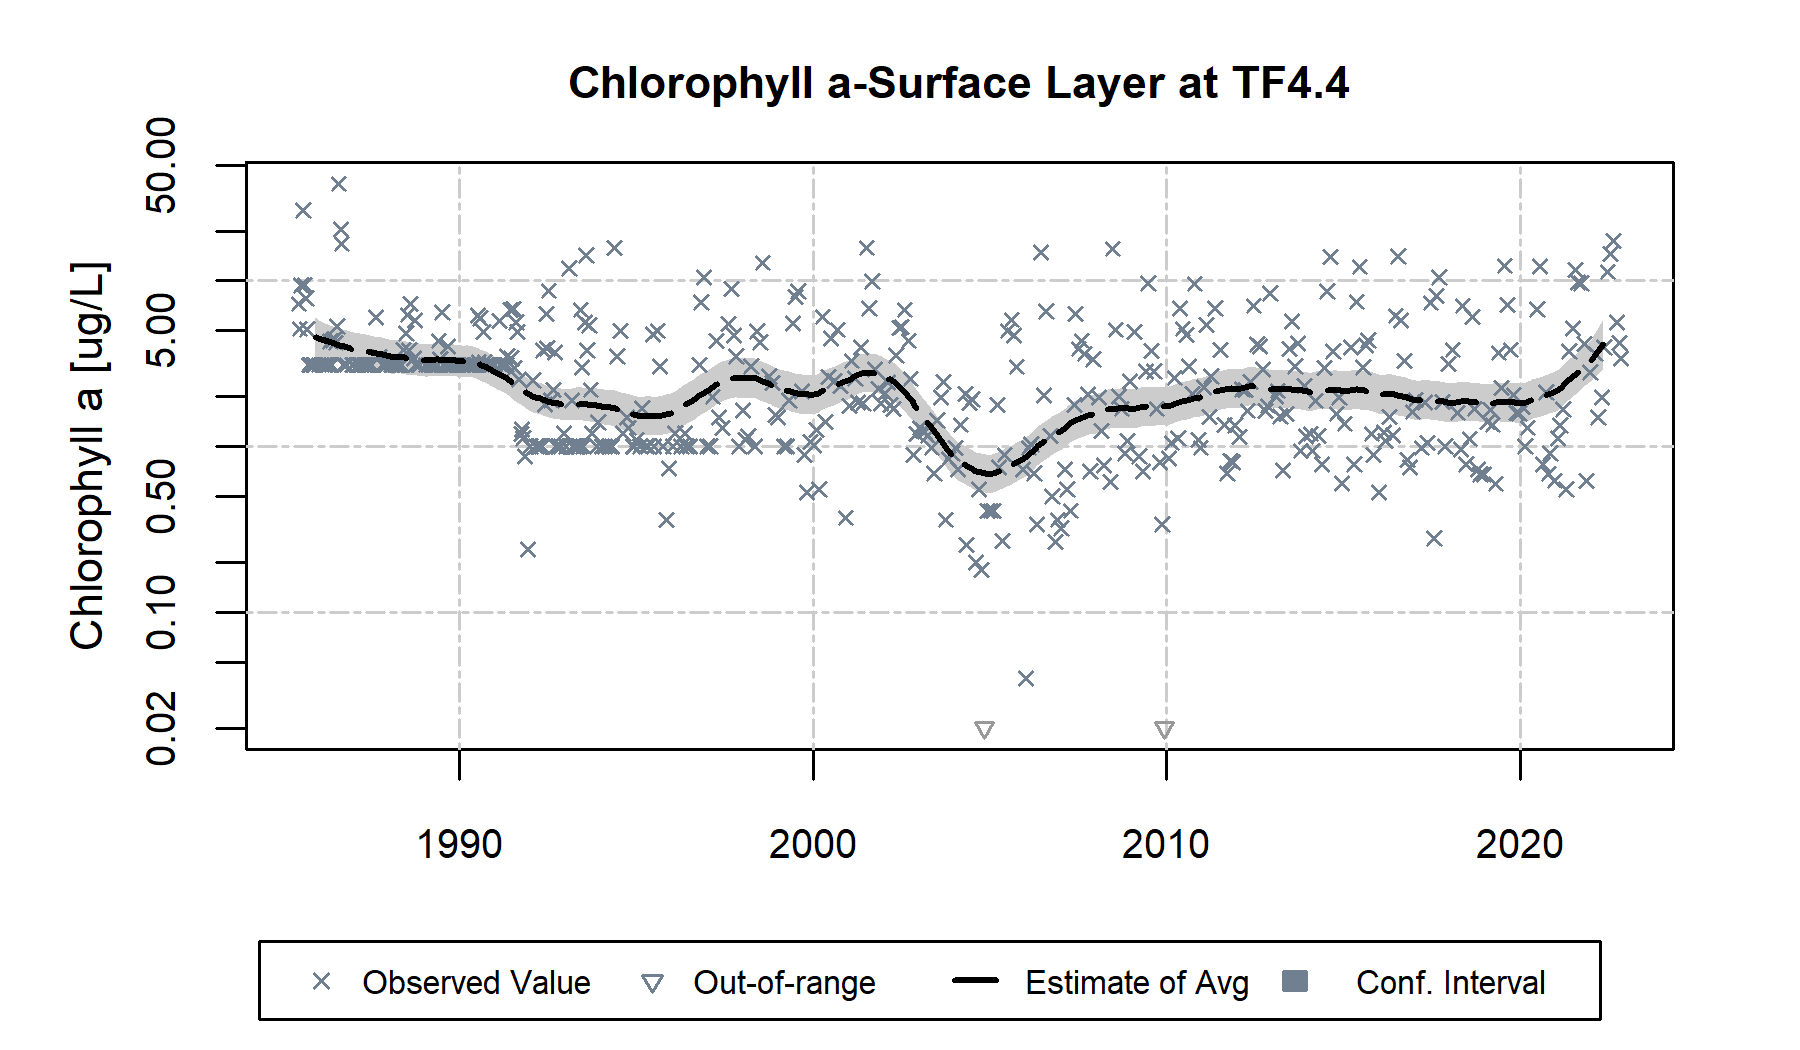 Chlorophyll a-Surface Layer at TF4.4
Chlorophyll a [ug/L]
50.00
5.00
0.50
0.10
0.02
1990 2000 2010 2020
Observed Value Out-of-range Estimate of Avg Conf. Interval